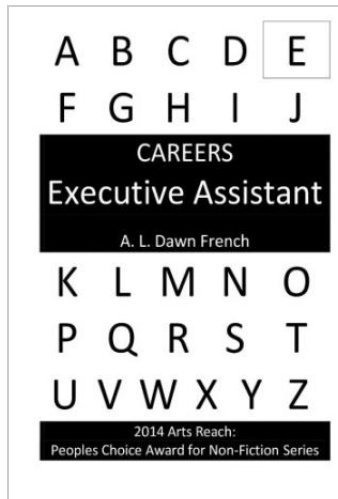 A B C D E
F G H I J
CAREERS
Executive Assistant
A. L. Dawn French
K L M N O
P Q R S T
U V W X Y Z
2014 Arts Reach:
Peoples Choice Award for Non-Fiction Series